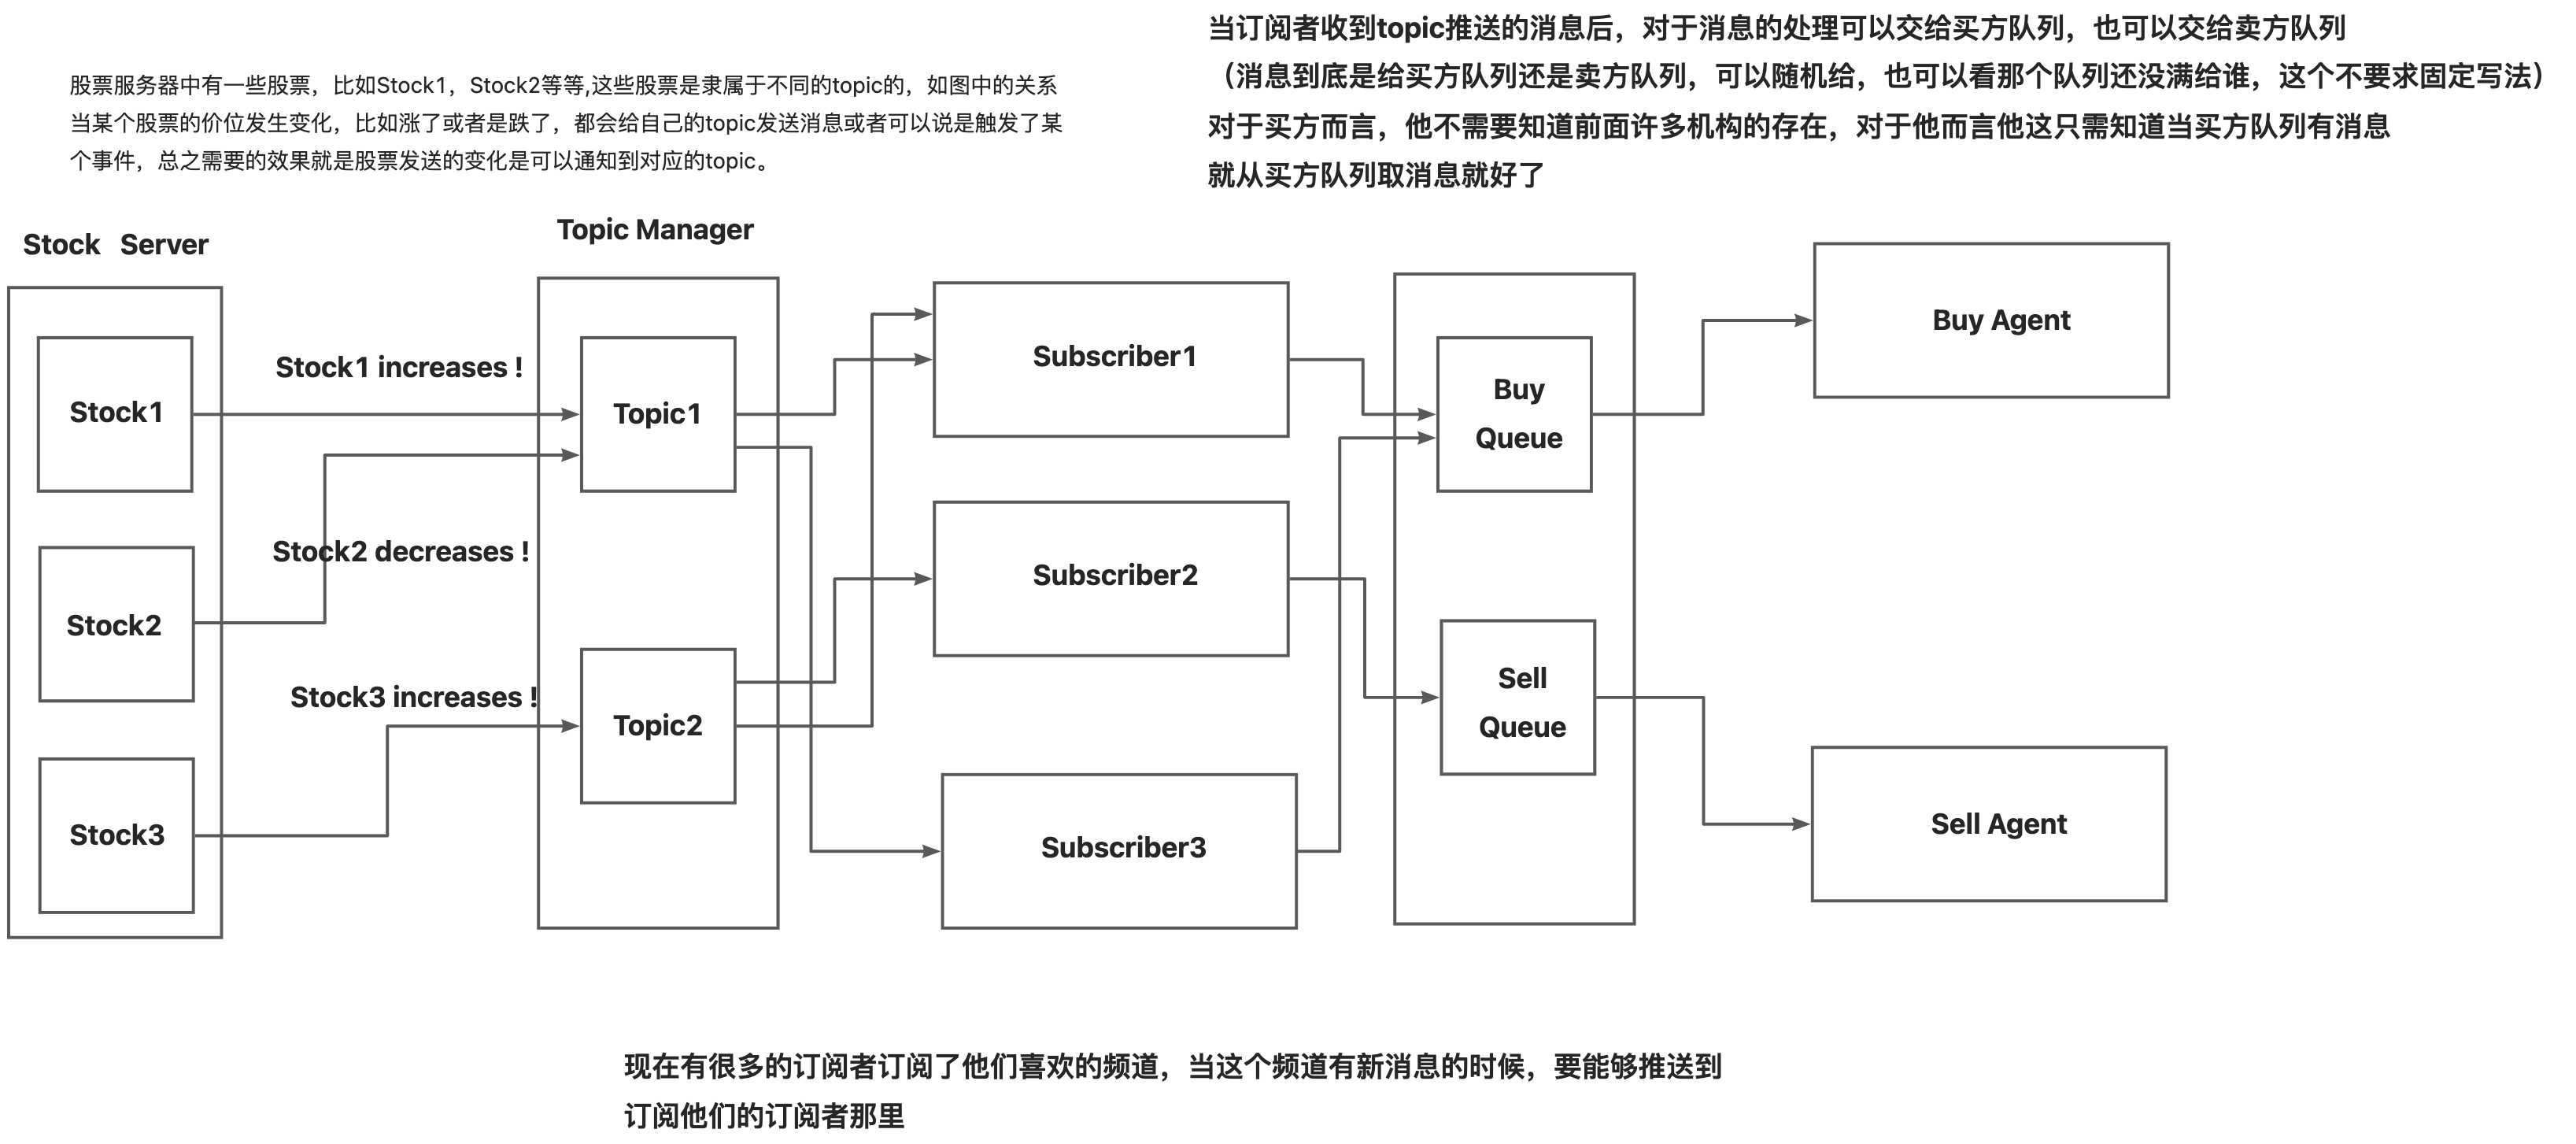 当订阅者收到topic推送的消息后，对于消息的处理可以交给买方队列，也可以交给卖方队列
（消息到底是给买方队列还是卖方队列，可以随机给，也可以看那个队列还没满给谁，这个不要求固定写法）
对于买方而言，他不需要知道前面许多机构的存在，对于他而言他这只需知道当买方队列有消息
就从买方队列取消息就好了
股票服务器中有一些股票，比如Stock1，Stock2等等,这些股票是隶属于不同的topic的，如图中的关系
当某个股票的价位发生变化，比如涨了或者是跌了，都会给自己的topic发送消息或者可以说是触发了某
个事件，总之需要的效果就是股票发送的变化是可以通知到对应的topic。
Stock Server
Topic Manager
Stock1
Stock2
Stock3
Stock1 increases !
Stock2 decreases !
Stock3 increases !
Topic1
Topic2
Subscriber1
Subscriber2
Subscriber3
Buy
Queue
Sell
Queue
Buy Agent
Sell Agent
现在有很多的订阅者订阅了他们喜欢的频道，当这个频道有新消息的时候，要能够推送到
订阅他们的订阅者那里